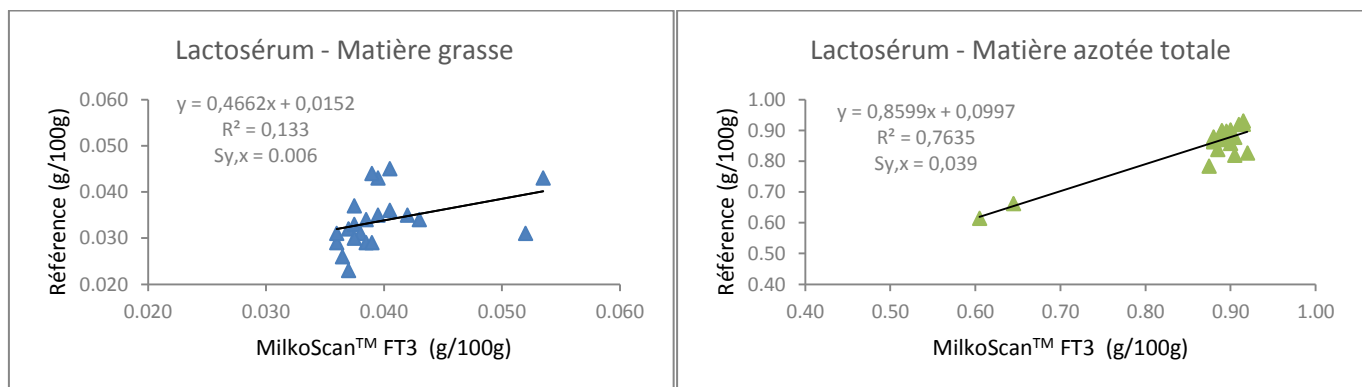 Lactosérum - Matière grasse
y = 0,4662x + 0,0152
R² = 0,133
Sy,x = 0.006
Référence (g/100g)
0.060
0.050
0.040
0.030
0.020
0.020 0.030 0.040 0.050 0.060
MilkoScan™ FT3 (g/100g)
Lactosérum - Matière azotée totale
y = 0,8599x + 0,0997
R² = 0,7635
Sy,x = 0,039
Référence (g/100g)
1.00
0.90
0.80
0.70
0.60
0.50
0.40
0.40 0.50 0.60 0.70 0.80 0.90 1.00
MilkoScan™ FT3 (g/100g)